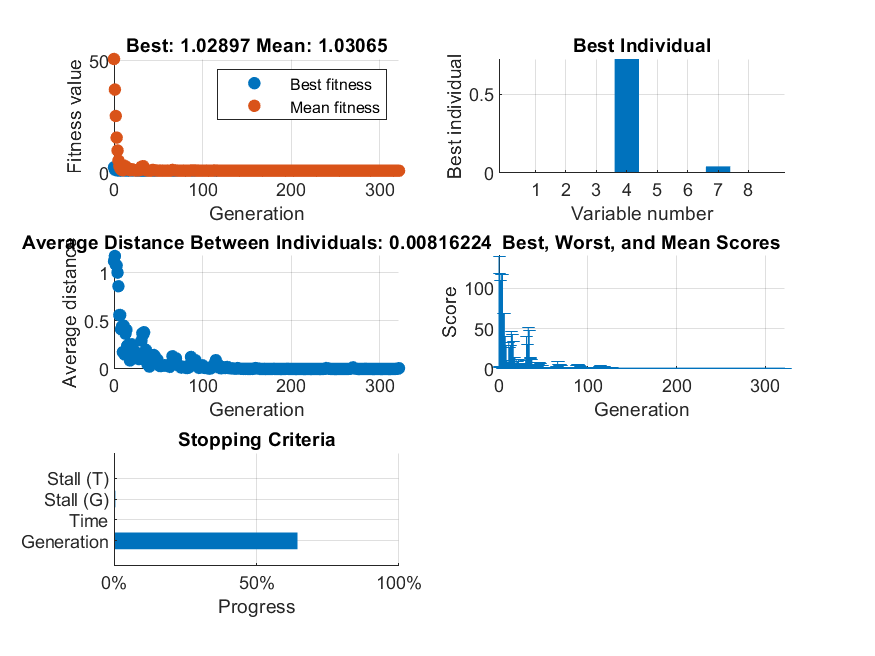 Best: 1.02897 Mean: 1.03065
Fitness value
50
0
Best fitness
Mean fitness
0 100 200 300
Generation
Best Individual
Best individual
0.5
0
1 2 3 4 5 6 7 8
Variable number
Average Distance Between Individuals: 0.00816224
Average distance
1
0.5
0
0 100 200 300
Generation
Best, Worst, and Mean Scores
Score
100
50
0
0 100 200 300
Generation
Stopping Criteria
Stall (T)
Stall (G)
Time
Generation
0% 50% 100%
Progress